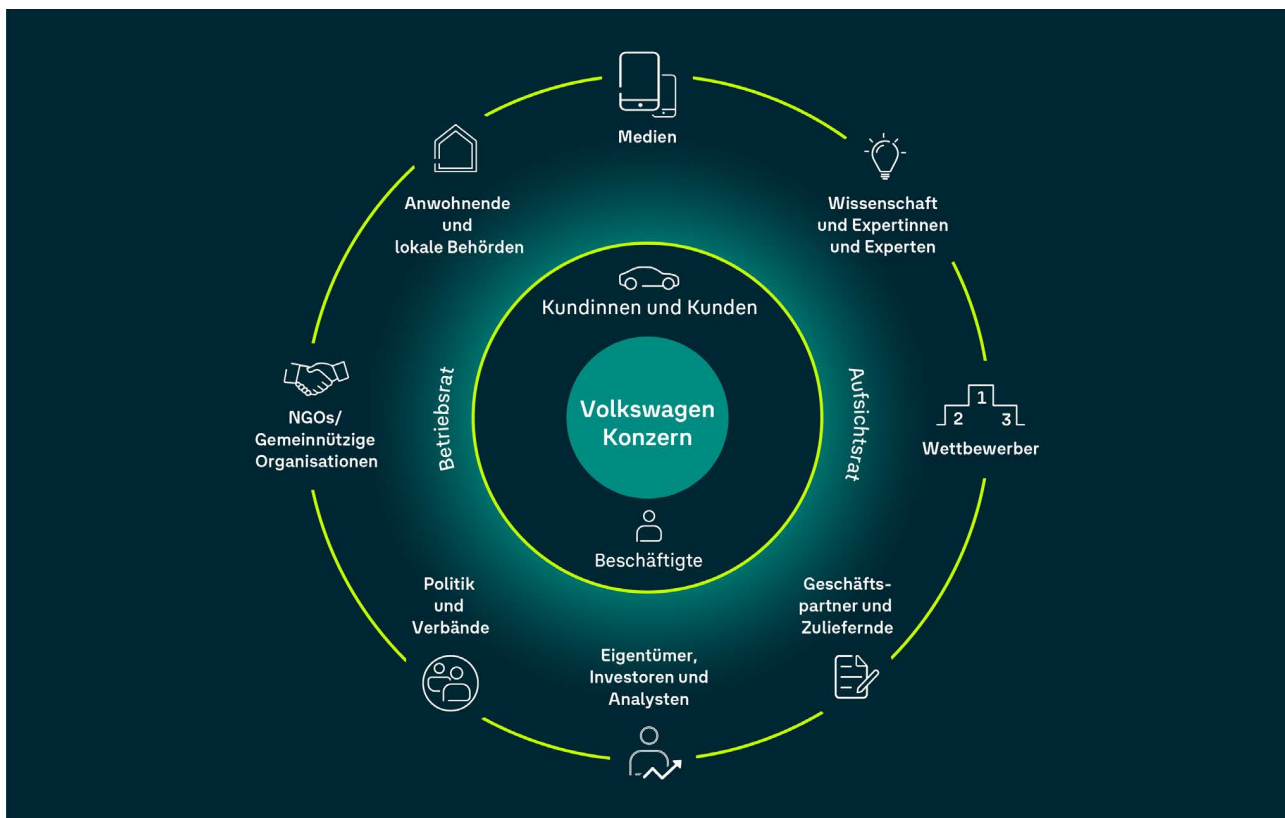 Medien
Anwohnende
und
lokale Behörden
Wissenschaft
und Expertinnen
und Experten
Kundinnen und Kunden
Betriebsrat
Volkswagen
Konzern
Aufsichtsrat
NGOs/
Gemeinnützige
Organisationen
1
2
3
Wettbewerber
Beschäftigte
Politik
und
Verbände
Geschäfts-
partner und
Zuliefernde
Eigentümer,
Investoren und
Analysten